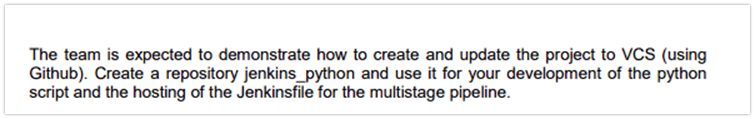 The team is expected to demonstrate how to create and update the project to VCS (using
Github). Create a repository jenkins_python and use it for your development of the python
script and the hosting of the Jenkinsfile for the multistage pipeline.